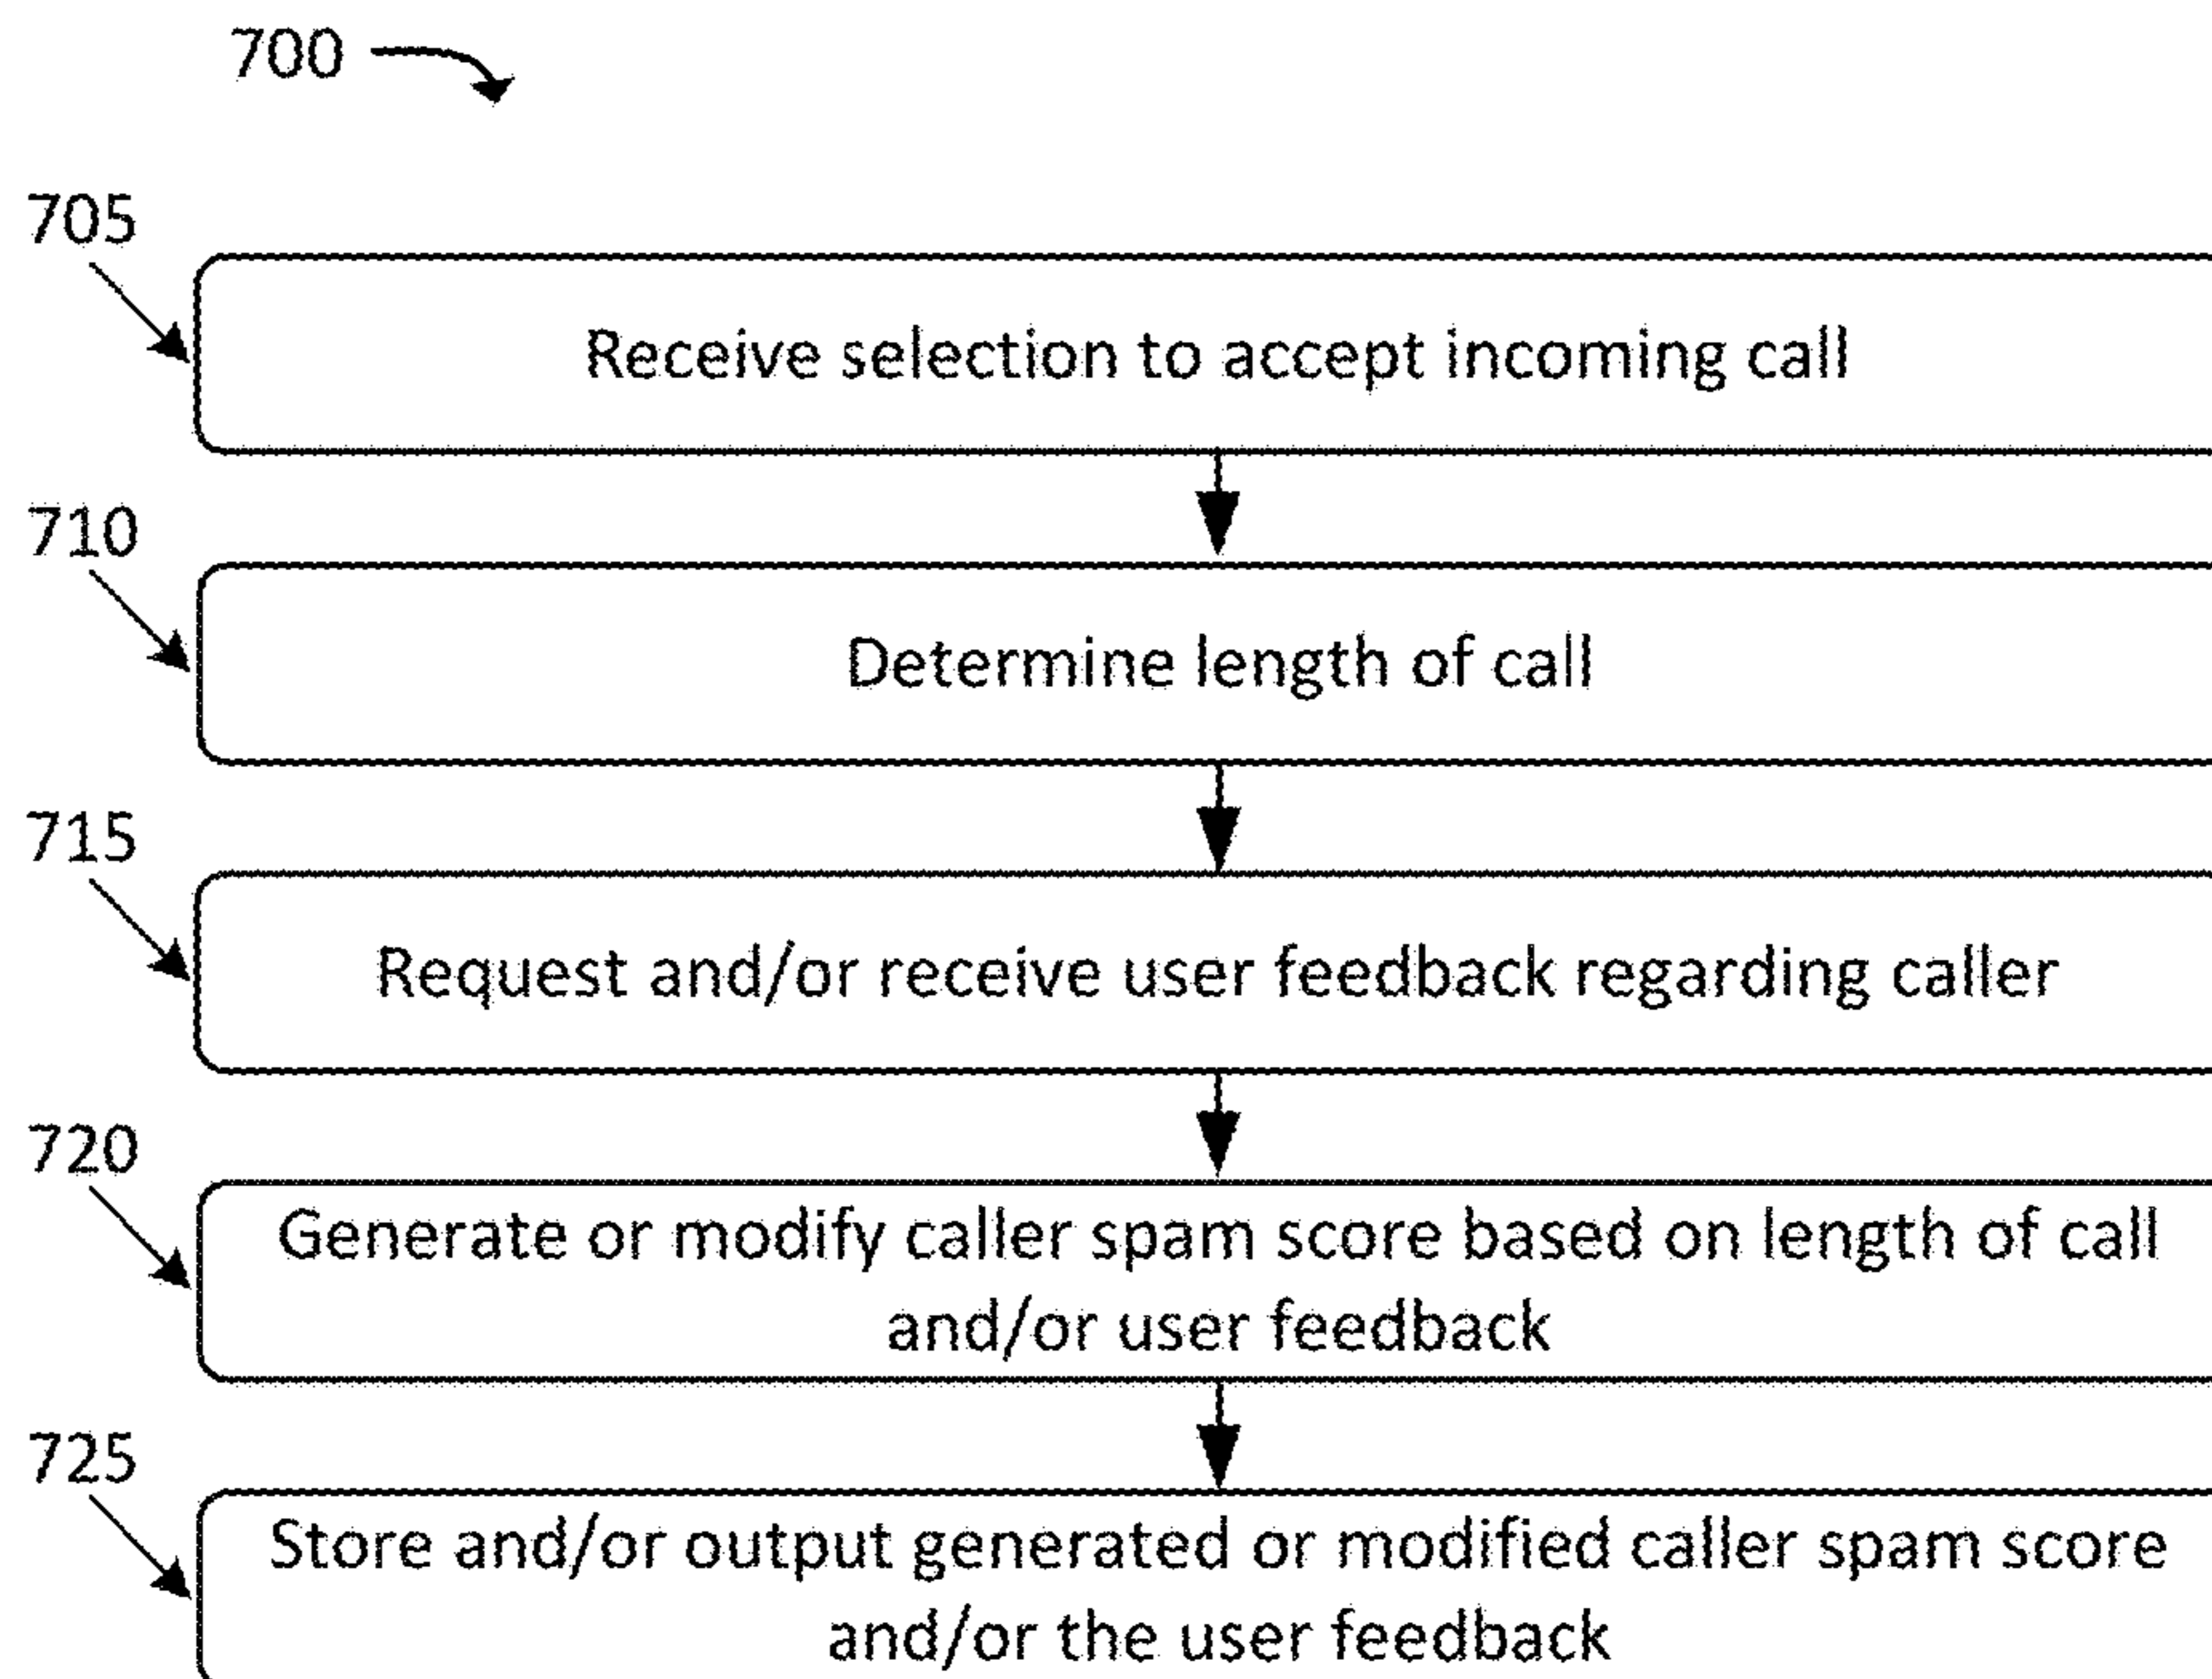 700
705
Receive selection to accept incoming call
710
Determine length of call
715
Request and/or receive user feedback regarding caller
720
Generate or modify caller spam score based on length of call
and/or user feedback
725
Store and/or output generated or modified caller spam score
and/or the user feedback